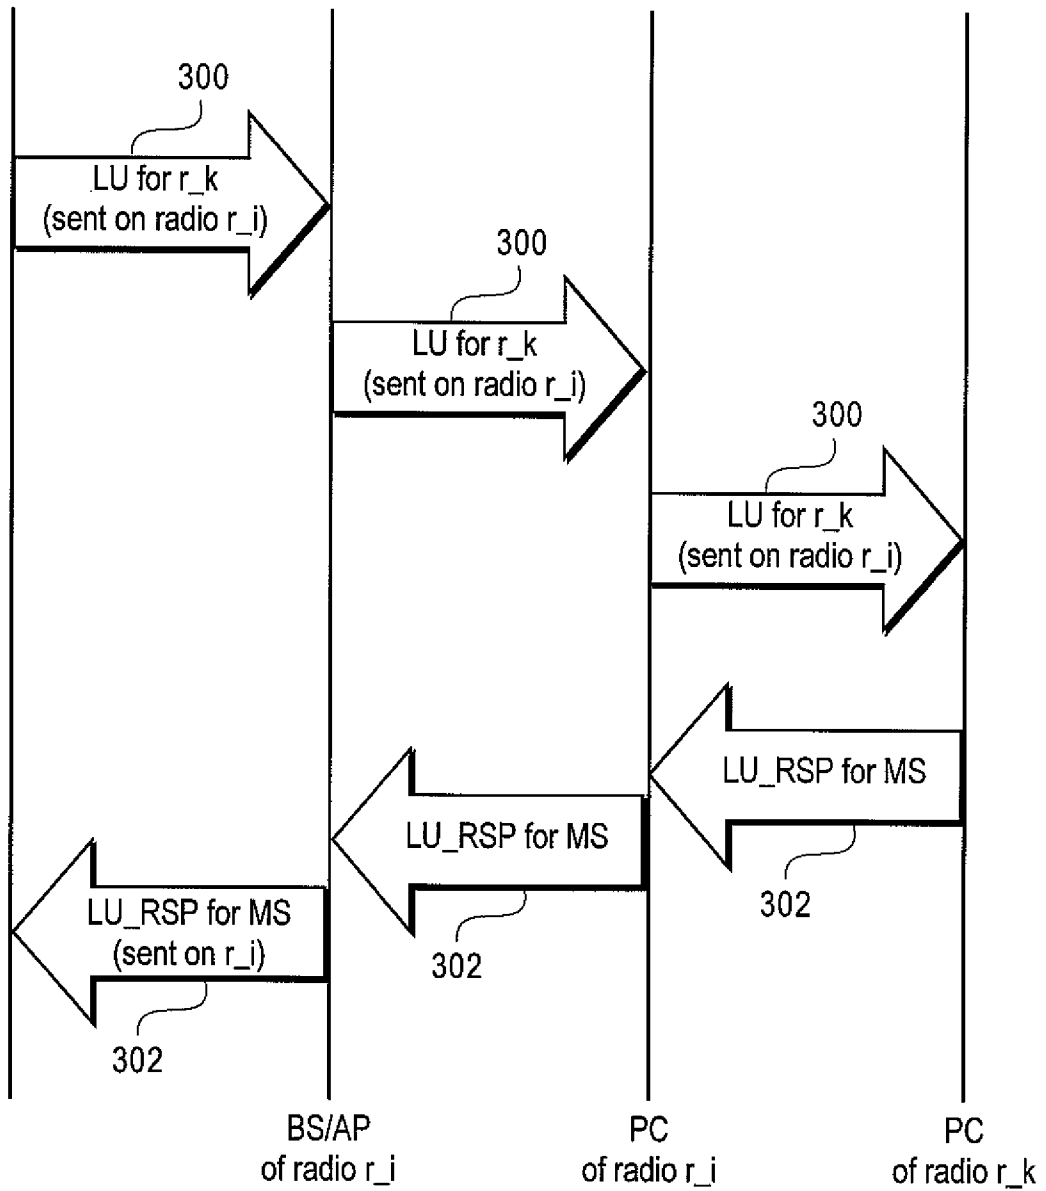 300
LU for r_k
(sent on radio r_i)
300
LU for r_k
(sent on radio r_i)
300
LU for r_k
(sent on radio r_i)
LU_RSP for MS
302
LU_RSP for MS
302
LU_RSP for MS
(sent on r_i)
302
BS/AP
of radio r_i
PC
of radio r_i
PC
of radio r_k